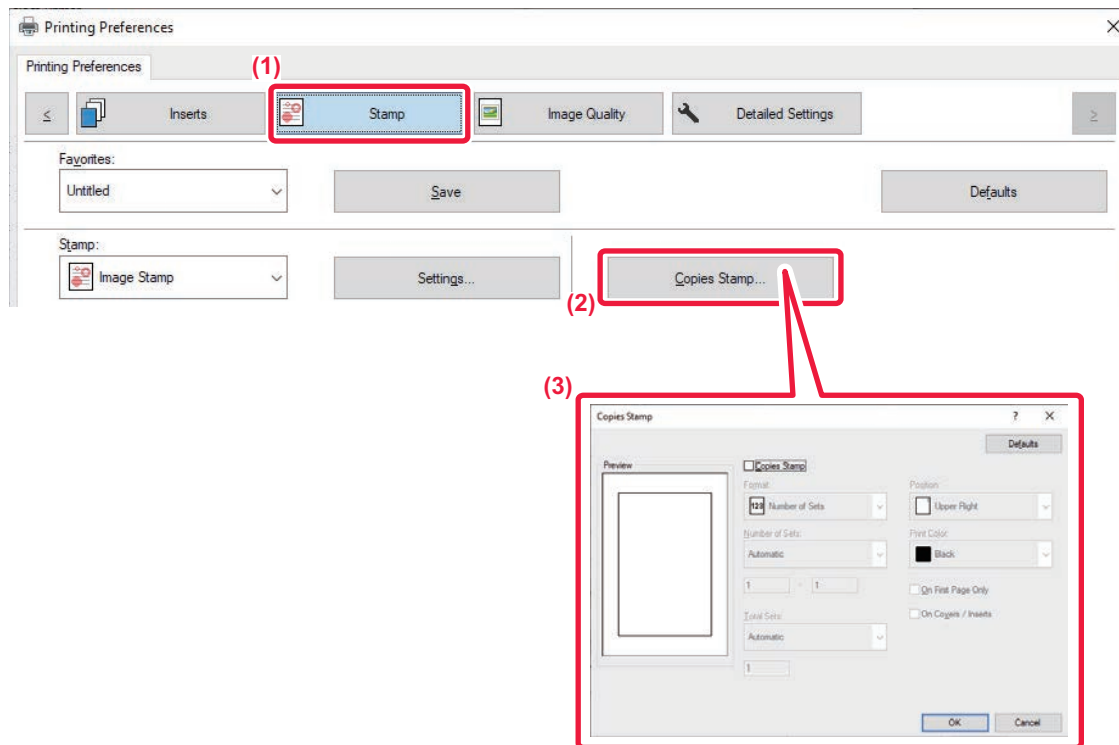 Printing Preferences
Printing Preferences
(1)
≤ Inserts Stamp Image Quality Detailed Settings ≥
Favorites:
Untitled Save Defaults
Stamp:
Image Stamp Settings... Copies Stamp...
(2)
(3)
Copies Stamp ? X
Defaults
Preview Copies Stamp
Format: Position:
123 Number of Sets Upper Right
Number of Sets: Print Color:
Automatic Black
1 - 1 On First Page Only
Total Sets: On Covers / Inserts
Automatic
1
OK Cancel